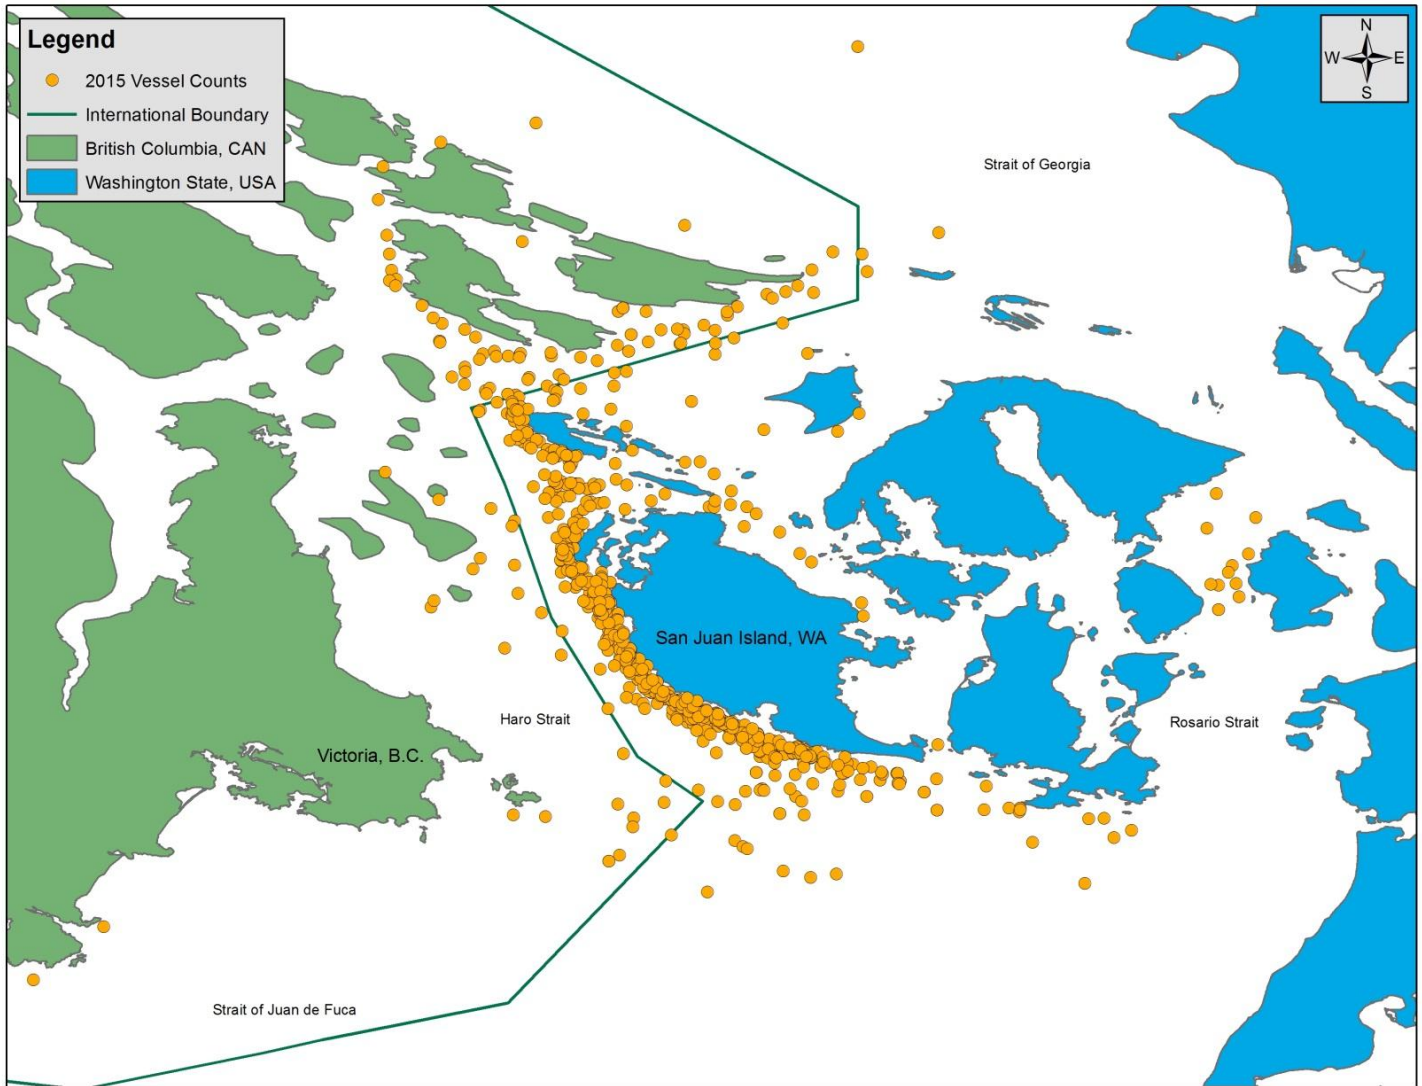 Legend
2015 Vessel Counts
International Boundary
British Columbia, CAN
Washington State, USA
N
W E
S
Strait of Georgia
San Juan Island, WA
Haro Strait
Rosario Strait
Victoria, B.C.
Strait of Juan de Fuca